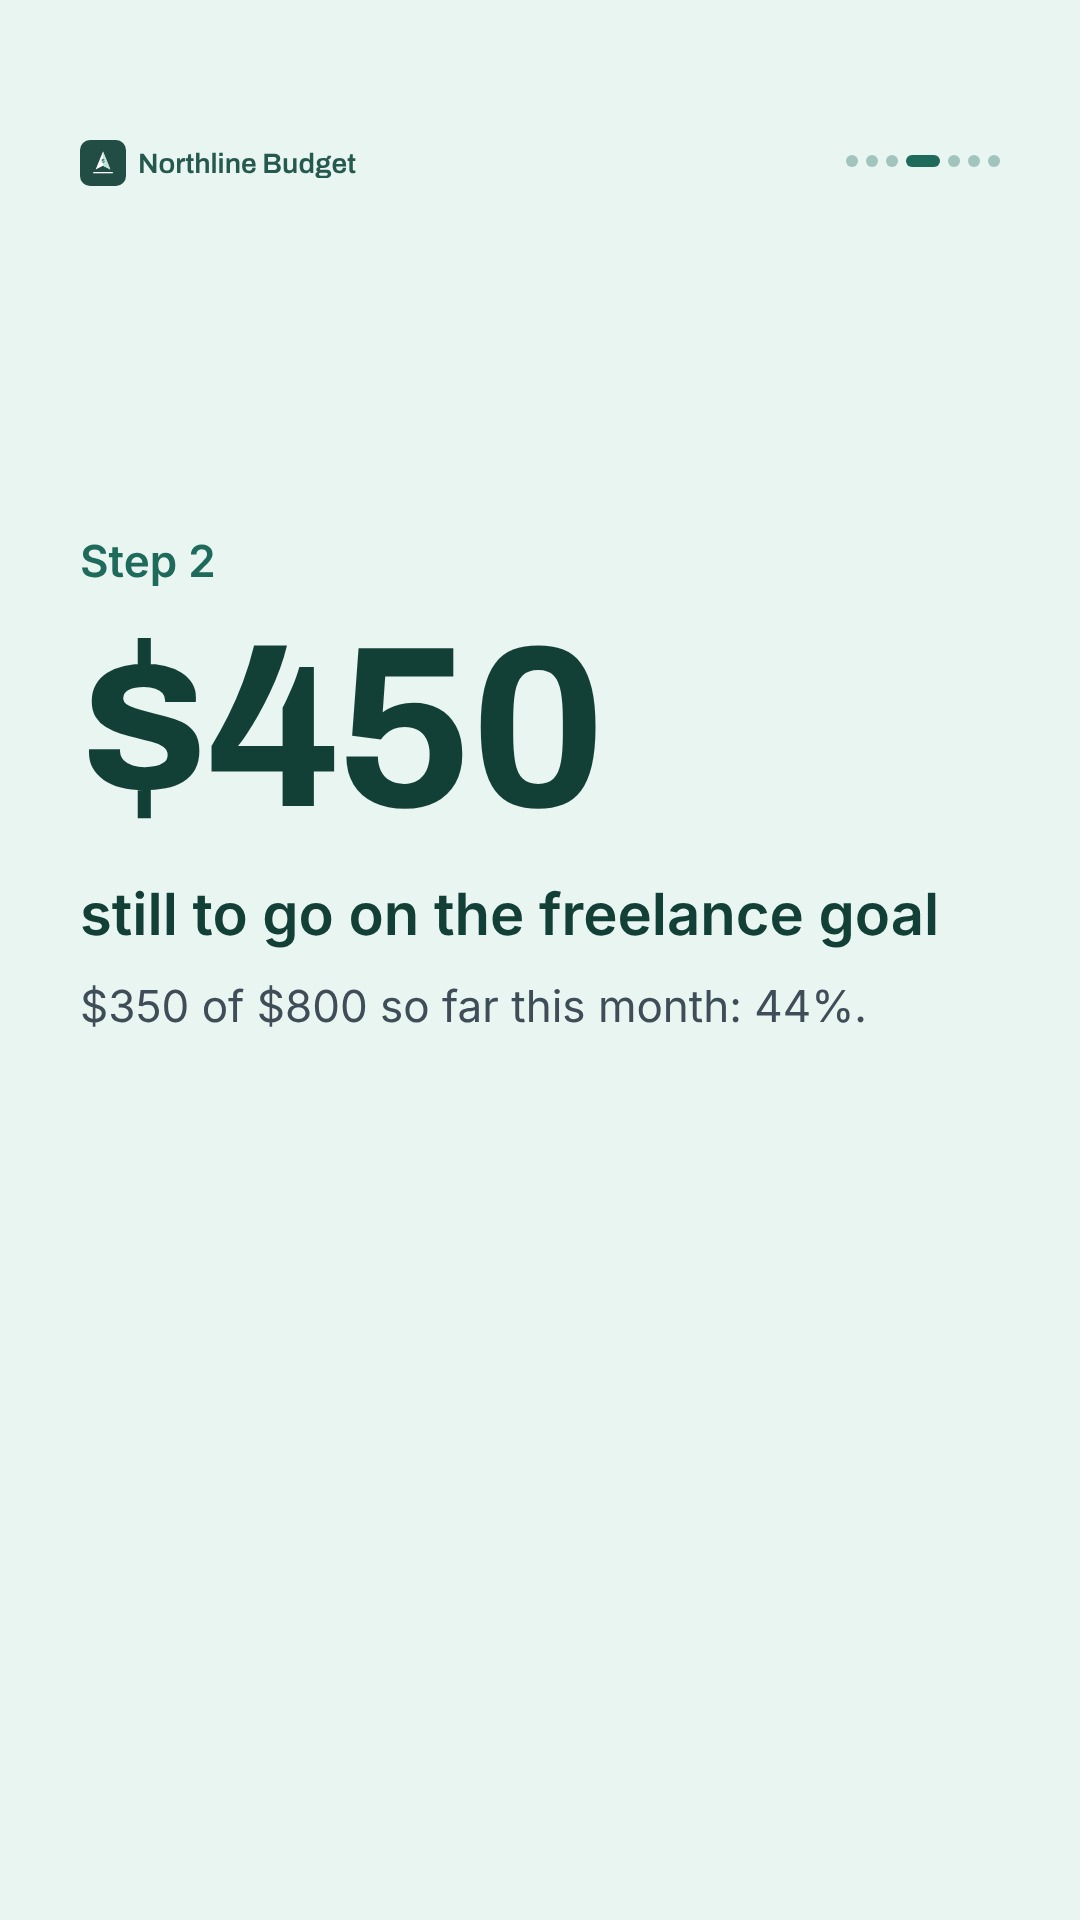 Northline Budget
Step 2
$450
still to go on the freelance goal
$350 of $800 so far this month: 44%.